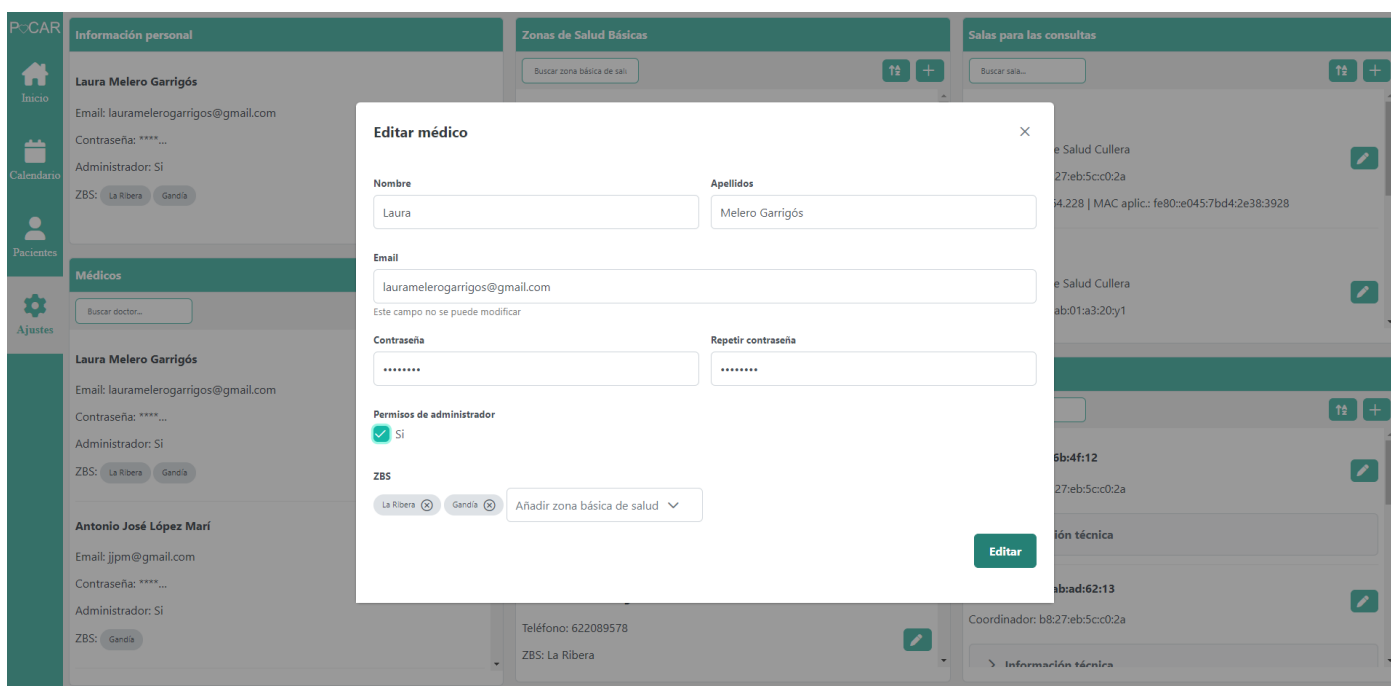 P♡CAR
Inicio
Calendario
Pacientes
Ajustes
Información personal
Laura Melero Garrigós
Email: lauramelerogarrigos@gmail.com
Contraseña: ****...
Administrador: Si
ZBS: La Ribera Gandía
Médicos
Buscar doctor...
Laura Melero Garrigós
Email: lauramelerogarrigos@gmail.com
Contraseña: ****...
Administrador: Si
ZBS: La Ribera Gandía
Antonio José López Marí
Email: jjpm@gmail.com
Contraseña: ****...
Administrador: Si
ZBS: Gandía
Zonas de Salud Básicas
Buscar zona básica de sal
Editar médico
Nombre Apellidos
Laura Melero Garrigós
Email
lauramelerogarrigos@gmail.com
Este campo no se puede modificar
Contraseña Repetir contraseña
•••••••• ••••••••
Permisos de administrador
Si
ZBS
La Ribera Gandía Añadir zona básica de salud
Editar
Teléfono: 622089578
ZBS: La Ribera
Salas para las consultas
Buscar sala...
e Salud Cullera
27:eb:5c:c0:2a
4.228 | MAC aplic.: fe80::e045:7bd4:2e38:3928
e Salud Cullera
ab:01:a3:20:y1
6b:4f:12
27:eb:5c:c0:2a
ión técnica
ab:ad:62:13
Coordinador: b8:27:eb:5c:c0:2a
Información técnica